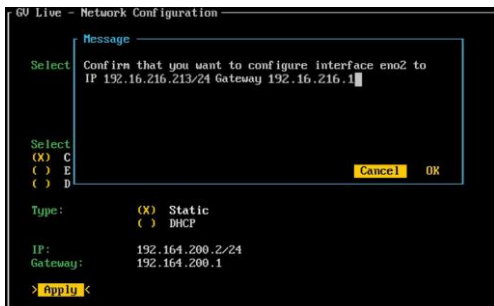 GV Live - Network Configuration
Message
Select
Confirm that you want to configure interface eno2 to
IP 192.16.216.213/24 Gateway 192.16.216.1
Select
(X) C
( ) E
( ) D
Cancel OK
Type: (X) Static
( ) DHCP
IP: 192.164.200.2/24
Gateway: 192.164.200.1
> Apply <